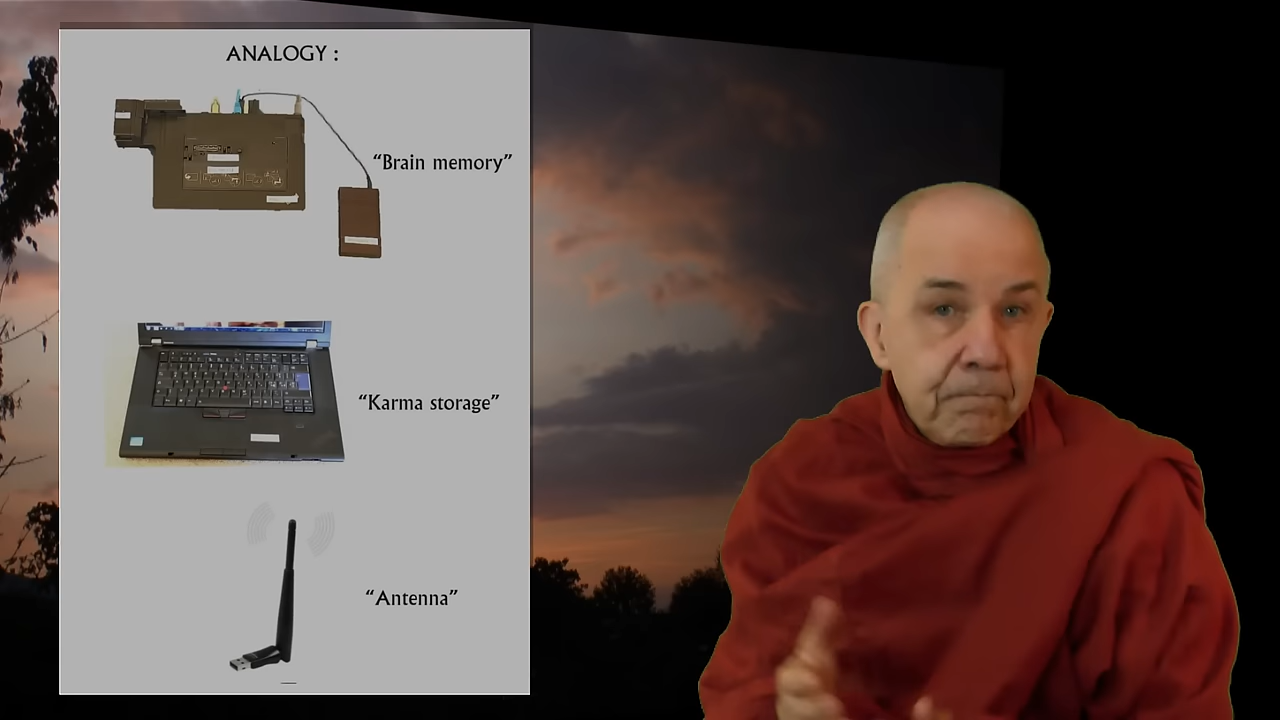 ANALOGY :
“Brain memory”
“Karma storage”
“Antenna”